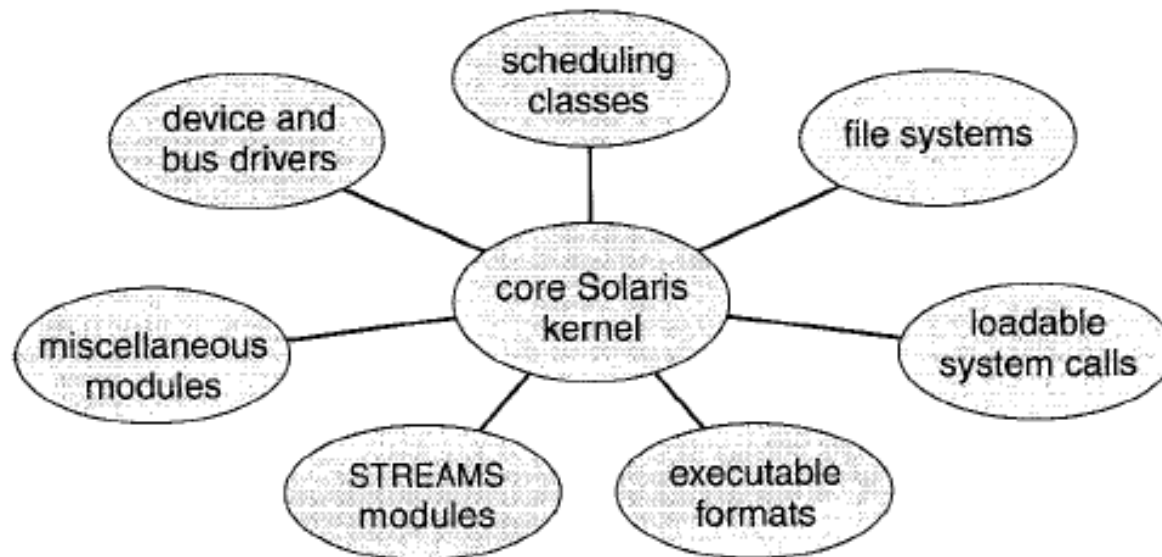 scheduling
classes
device and
bus drivers
file systems
core Solaris
kernel
miscellaneous
modules
loadable
system calls
STREAMS
modules
executable
formats